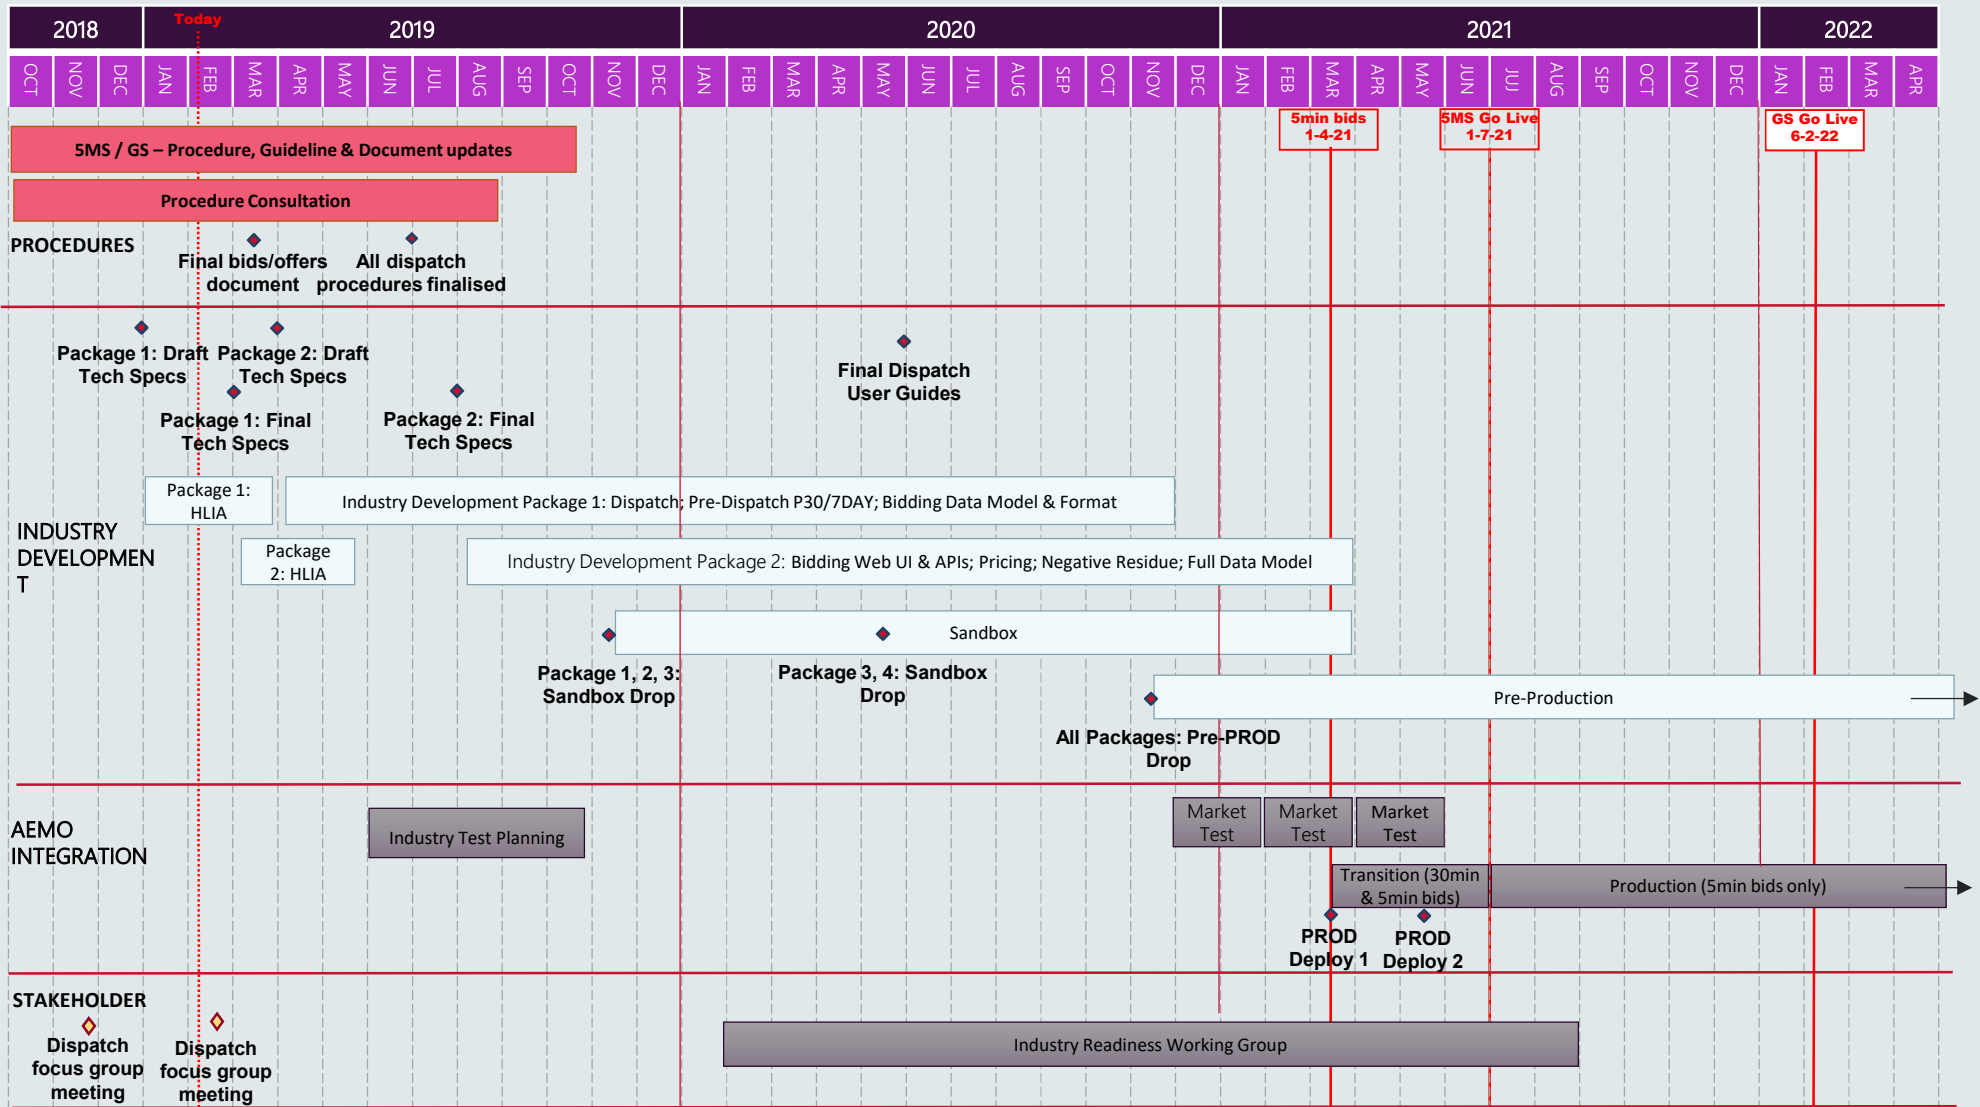 Today
2018
2019
2020
2021
2022
OCT NOV DEC JAN FEB MAR APR MAY JUN JUL AUG SEP OCT NOV DEC JAN FEB MAR APR MAY JUN JUL AUG SEP OCT NOV DEC JAN FEB MAR APR MAY JUN JUL AUG SEP OCT NOV DEC JAN FEB MAR APR
5min bids
1-4-21
5MS Go Live
1-7-21
GS Go Live
6-2-22
5MS / GS – Procedure, Guideline & Document updates
Procedure Consultation
PROCEDURES
Final bids/offers
document
All dispatch
procedures finalised
Package 1: Draft
Tech Specs
Package 2: Draft
Tech Specs
Package 1: Final
Tech Specs
Package 2: Final
Tech Specs
Final Dispatch
User Guides
INDUSTRY
DEVELOPMEN
T
Package 1:
HLIA
Industry Development Package 1: Dispatch; Pre-Dispatch P30/7DAY; Bidding Data Model & Format
Package
2: HLIA
Industry Development Package 2: Bidding Web UI & APIs; Pricing; Negative Residue; Full Data Model
Sandbox
Package 1, 2, 3:
Sandbox Drop
Package 3, 4: Sandbox
Drop
Pre-Production
All Packages: Pre-PROD
Drop
AEMO
INTEGRATION
Industry Test Planning
Market
Test
Market
Test
Market
Test
Transition (30min
& 5min bids)
Production (5min bids only)
PROD
Deploy 1
PROD
Deploy 2
STAKEHOLDER
Dispatch
focus group
meeting
Dispatch
focus group
meeting
Industry Readiness Working Group